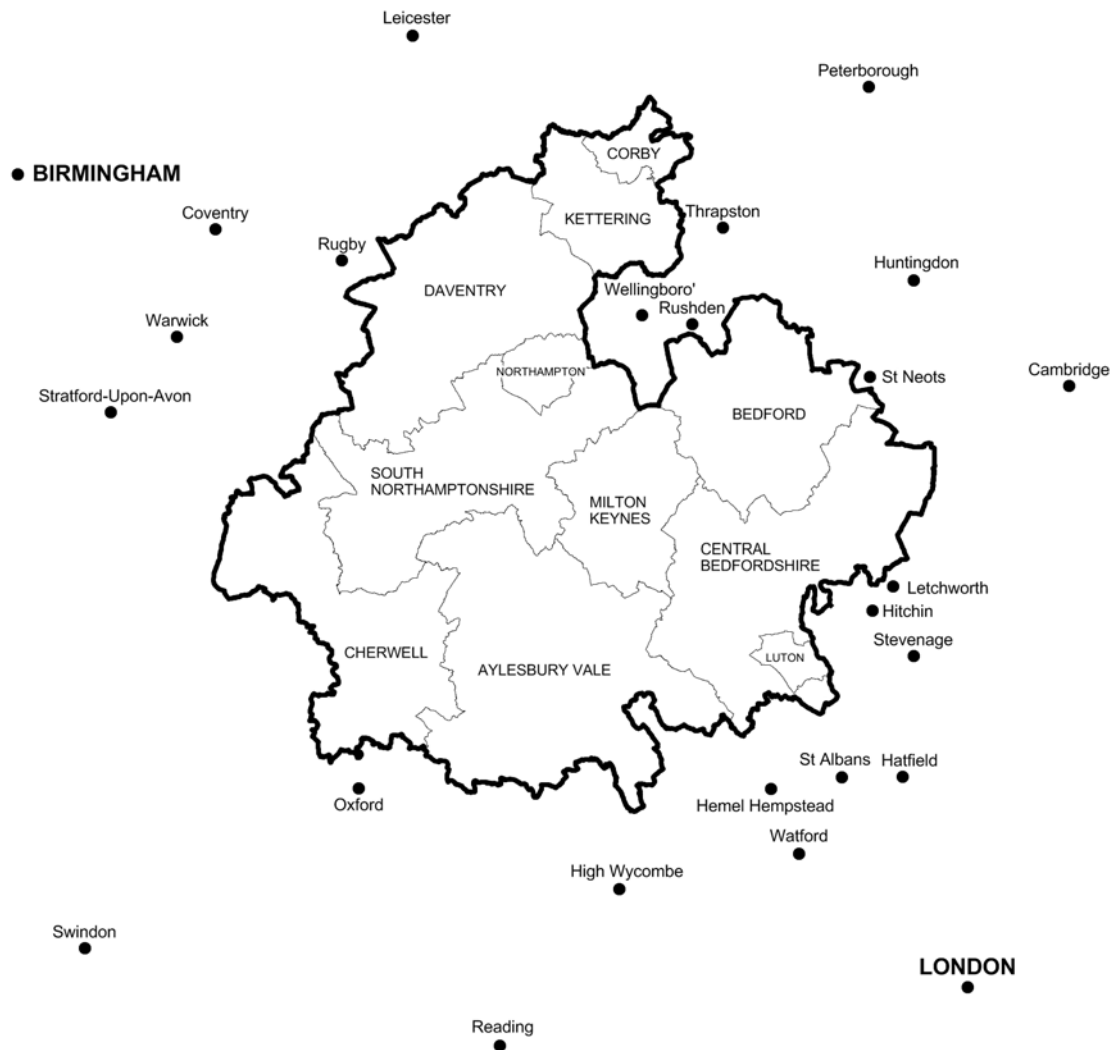 Leicester
Peterborough
CORBY
BIRMINGHAM
Coventry
KETTERING
Thrapston
Rugby
Huntingdon
DAVENTRY
Wellingboro'
Rushden
Warwick
NORTHAMPTON
St Neots
Cambridge
Stratford-Upon-Avon
BEDFORD
SOUTH
NORTHAMPTONSHIRE
MILTON
KEYNES
CENTRAL
BEDFORDSHIRE
Letchworth
Hitchin
Stevenage
CHERWELL
LUTON
AYLESBURY VALE
St Albans
Hatfield
Oxford
Hemel Hempstead
Watford
High Wycombe
Swindon
LONDON
Reading